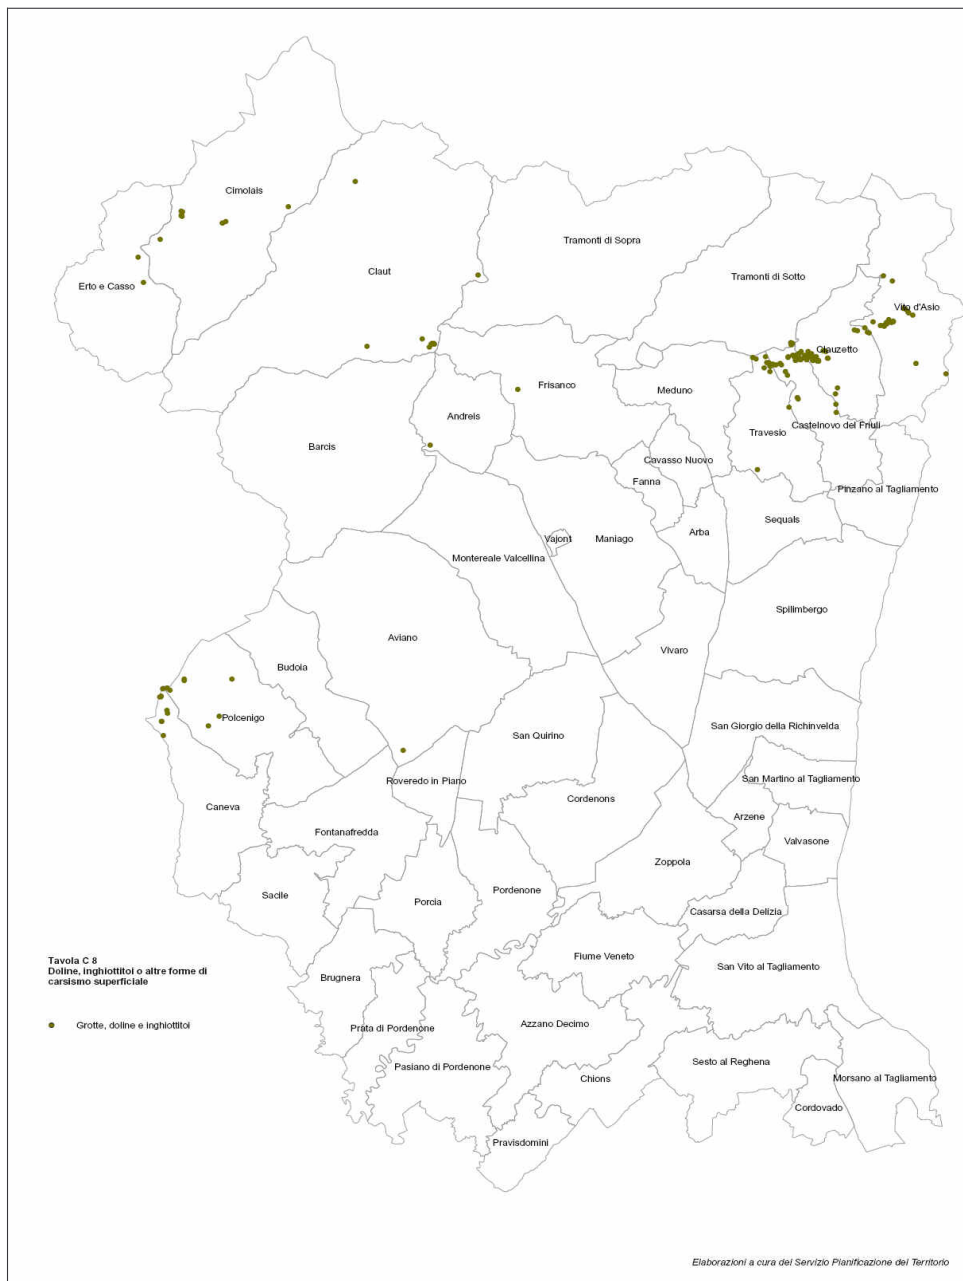 Cimolais
Tramonti di Sopra
Claut
Tramonti di Sotto
Erto e Casso
Vito d'Asio
Clauzetto
Frisanco
Meduno
Andreis
Castelnovo del Friuli
Travesio
Barcis
Cavasso Nuovo
Fanna
Pinzano al Tagliamento
Sequals
Arba
Vajont
Maniago
Montereale Valcellina
Spilimbergo
Aviano
Vivaro
Budoia
Polcenigo
San Giorgio della Richinvelda
San Quirino
Roveredo in Piano
San Martino al Tagliamento
Cordenons
Caneva
Arzene
Fontanafredda
Valvasone
Zoppola
Pordenone
Sacile
Porcia
Casarsa della Delizia
Fiume Veneto
San Vito al Tagliamento
Brugnera
Azzano Decimo
Prata di Pordenone
Sesto al Reghena
Pasiano di Pordenone
Chions
Morsano al Tagliamento
Cordovado
Pravisdomini
Tavola C 8
Doline, inghiottitoi o altre forme di
carsismo superficiale
Grotte, doline e inghiottitoi
Elaborazioni a cura del Servizio Pianificazione del Territorio